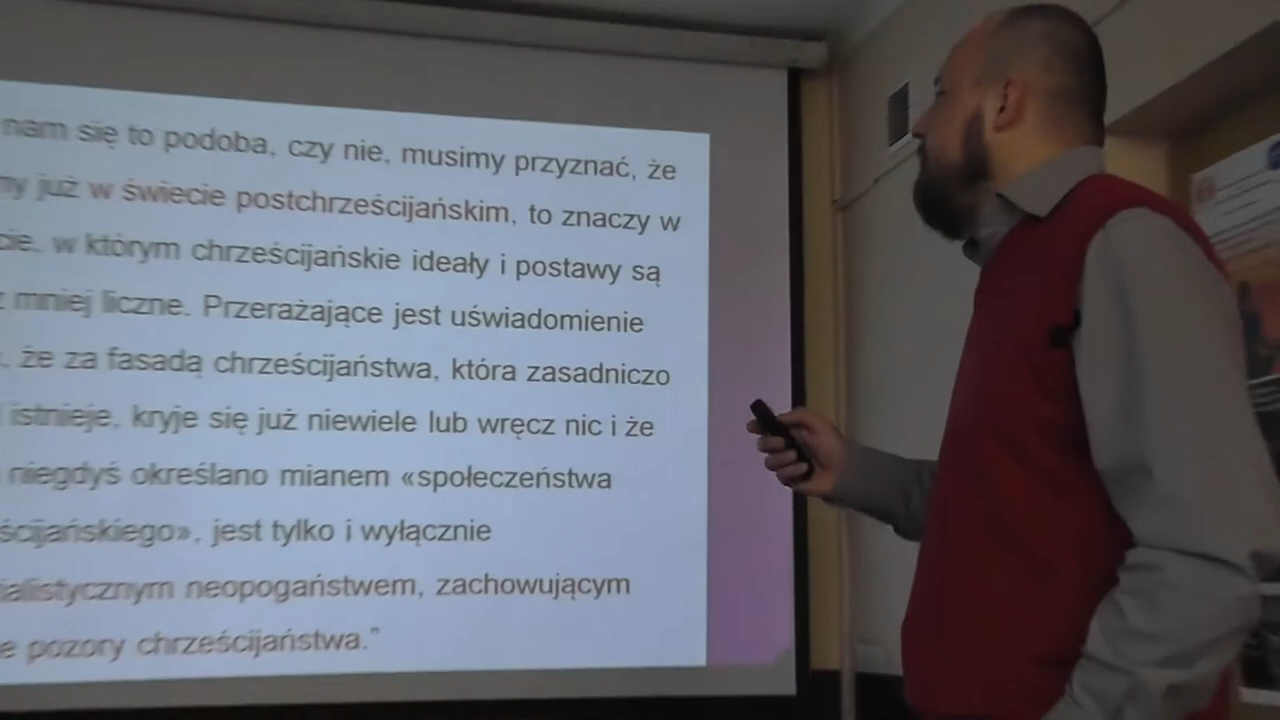 nam się to podoba, czy nie, musimy przyznać, że
już w świecie postchrześcijańskim, to znaczy w
w którym chrześcijańskie ideały i postawy są
mniej liczne. Przerażające jest uświadomienie
że za fasadą chrześcijaństwa, która zasadniczo
istnieje, kryje się już niewiele lub wręcz nic i że
niegdyś określano mianem «społeczeństwa
ścijańskiego», jest tylko i wyłącznie
ialistycznym neopogaństwem, zachowującym
pozory chrześcijaństwa.”